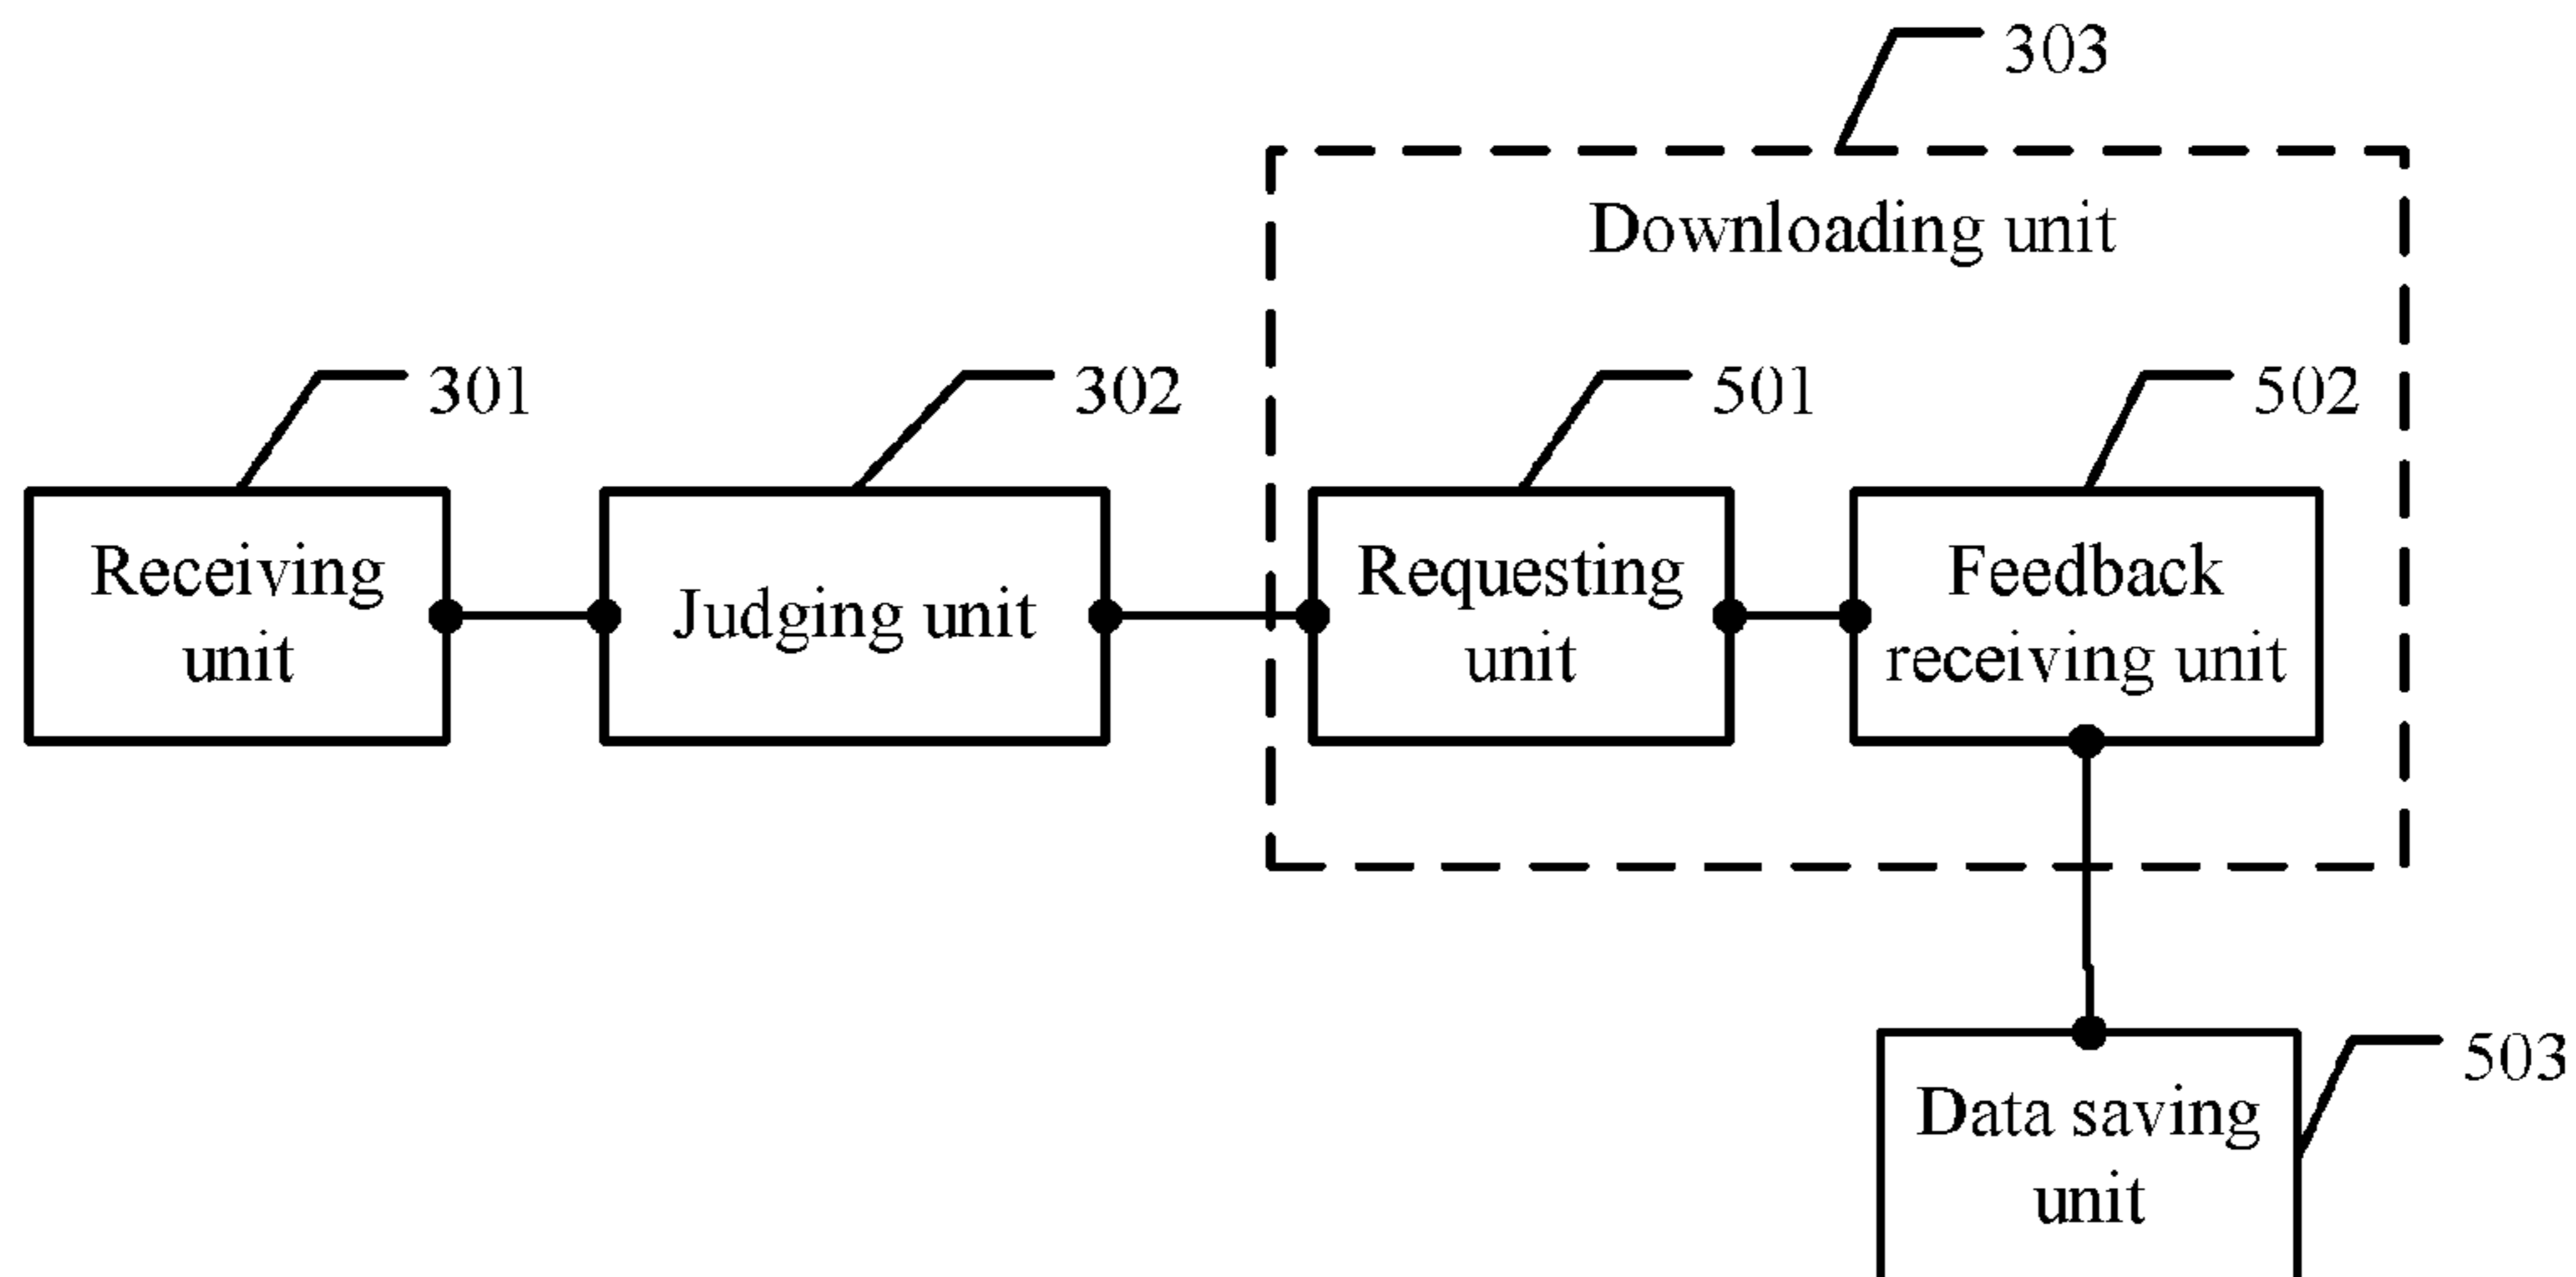 303
Downloading unit
301
302
501
502
Receiving
unit
Judging unit
Requesting
unit
Feedback
receiving unit
503
Data saving
unit